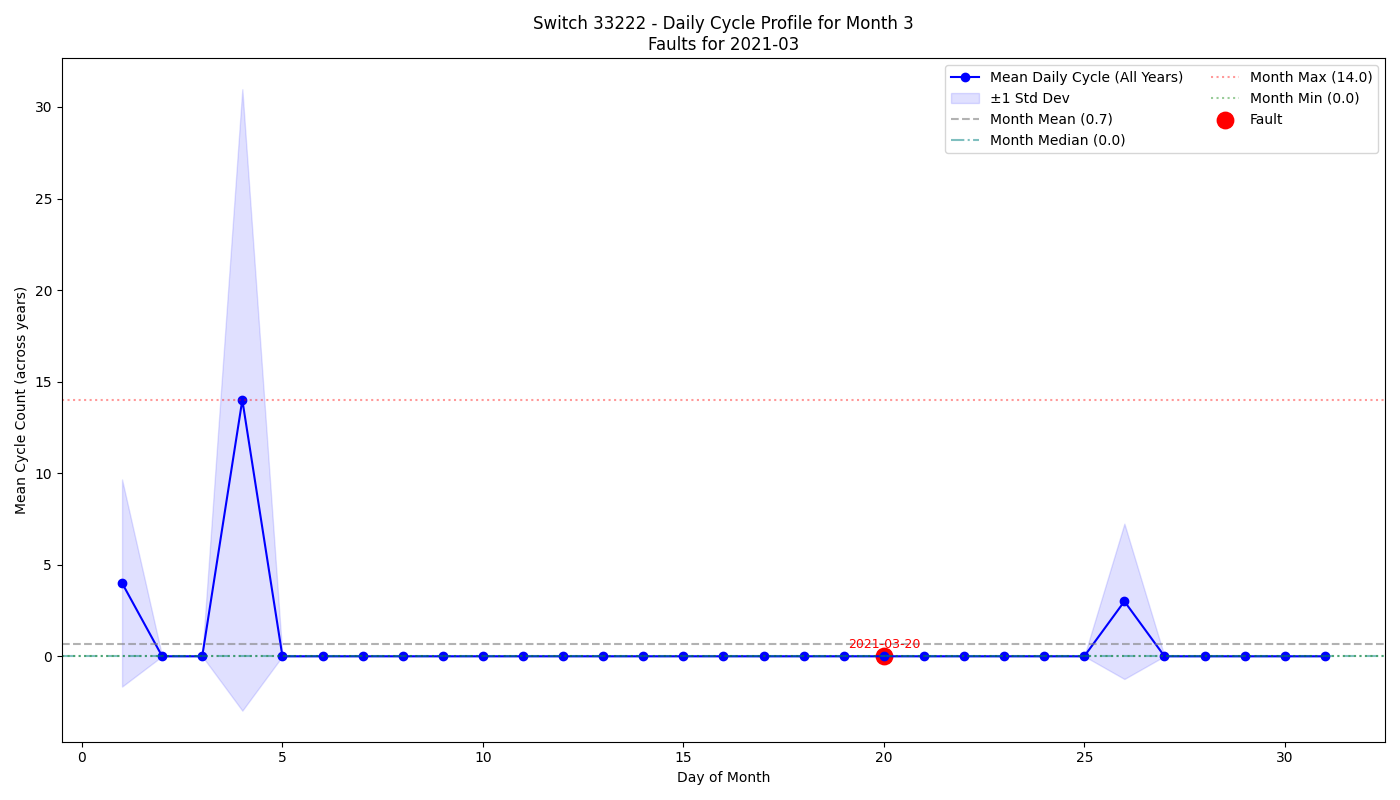 Switch 33222 - Daily Cycle Profile for Month 3
Faults for 2021-03
Mean Daily Cycle (All Years)
±1 Std Dev
Month Mean (0.7)
Month Median (0.0)
Month Max (14.0)
Month Min (0.0)
Fault
Mean Cycle Count (across years)
30
25
20
15
10
5
0
2021-03-20
0
5
10
15
20
25
30
Day of Month